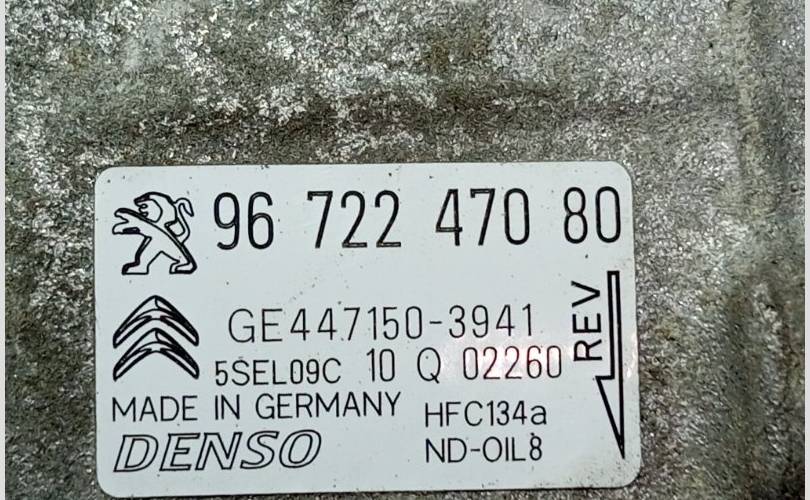 96 722 470 80
GE447150-3941
5SEL09C 10 Q 02260
REV
MADE IN GERMANY
HFC134a
DENSO
ND-OIL8